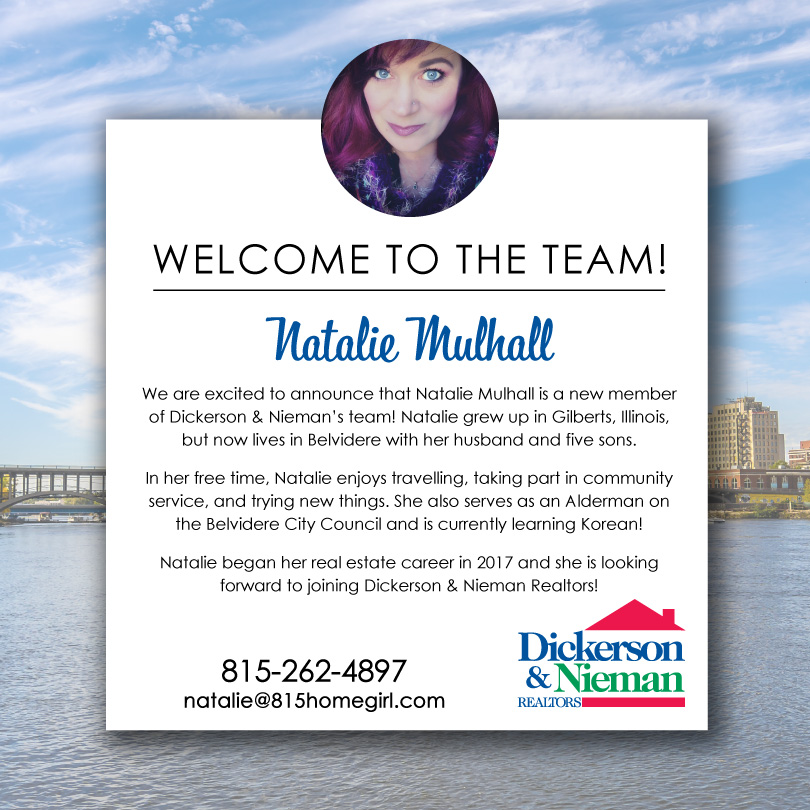 WELCOME TO THE TEAM!
Natalie Mulhall
We are excited to announce that Natalie Mulhall is a new member
of Dickerson & Nieman's team! Natalie grew up in Gilberts, Illinois,
but now lives in Belvidere with her husband and five sons.
In her free time, Natalie enjoys travelling, taking part in community
service, and trying new things. She also serves as an Alderman on
the Belvidere City Council and is currently learning Korean!
Natalie began her real estate career in 2017 and she is looking
forward to joining Dickerson & Nieman Realtors!
815-262-4897
natalie@815homegirl.com
Dickerson
& Nieman
REALTORS